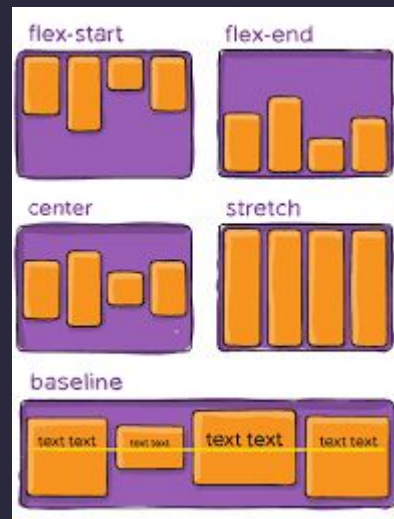 flex-start
flex-end
center
stretch
baseline
text text
text text
text text
text text